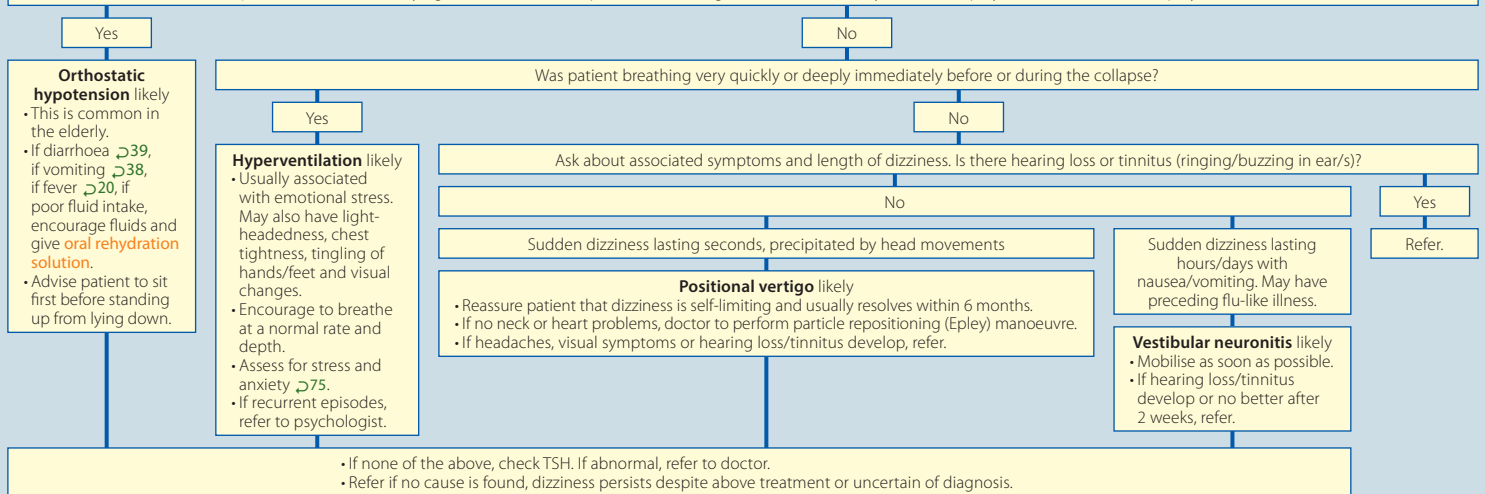 Yes
No
Orthostatic
hypotension likely
• This is common in
the elderly.
• If diarrhoea ⮌39,
if vomiting ⮌38,
if fever ⮌20, if
poor fluid intake,
encourage fluids and
give oral rehydration
solution.
• Advise patient to sit
first before standing
up from lying down.
Was patient breathing very quickly or deeply immediately before or during the collapse?
Yes
No
Hyperventilation likely
• Usually associated
with emotional stress.
May also have light-
headedness, chest
tightness, tingling of
hands/feet and visual
changes.
• Encourage to breathe
at a normal rate and
depth.
• Assess for stress and
anxiety ⮌75.
• If recurrent episodes,
refer to psychologist.
Ask about associated symptoms and length of dizziness. Is there hearing loss or tinnitus (ringing/buzzing in ear/s)?
No
Yes
Sudden dizziness lasting seconds, precipitated by head movements
Positional vertigo likely
• Reassure patient that dizziness is self-limiting and usually resolves within 6 months.
• If no neck or heart problems, doctor to perform particle repositioning (Epley) manoeuvre.
• If headaches, visual symptoms or hearing loss/tinnitus develop, refer.
Sudden dizziness lasting
hours/days with
nausea/vomiting. May have
preceding flu-like illness.
Vestibular neuronitis likely
• Mobilise as soon as possible.
• If hearing loss/tinnitus
develop or no better after
2 weeks, refer.
Refer.
• If none of the above, check TSH. If abnormal, refer to doctor.
• Refer if no cause is found, dizziness persists despite above treatment or uncertain of diagnosis.